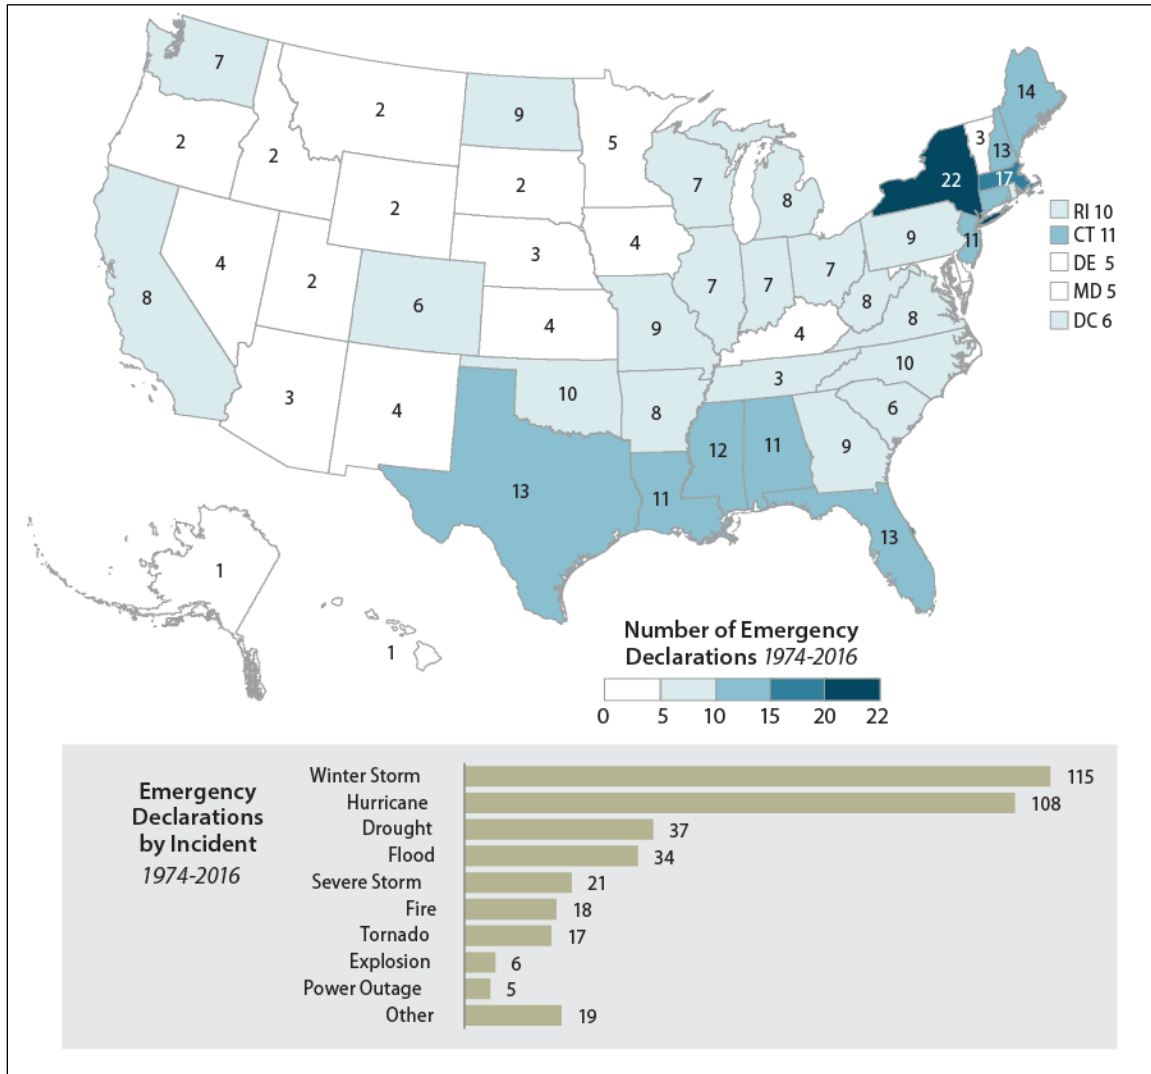 14
7
2
9
2
5
3
13
2
2
7
17
22
2
8
RI 10
2
9
11
CT 11
3
4
4
7
DE 5
2
7
7
8
MD 5
8
6
8
DC 6
4
9
4
10
3
3
10
6
4
8
12
11
9
13
11
13
1
1
Number of Emergency
Declarations 1974-2016
0 5 10 15 20 22
Emergency
Declarations
by Incident
1974-2016
Winter Storm 115
Hurricane 108
Drought 37
Flood 34
Severe Storm 21
Fire 18
Tornado 17
Explosion 6
Power Outage 5
Other 19